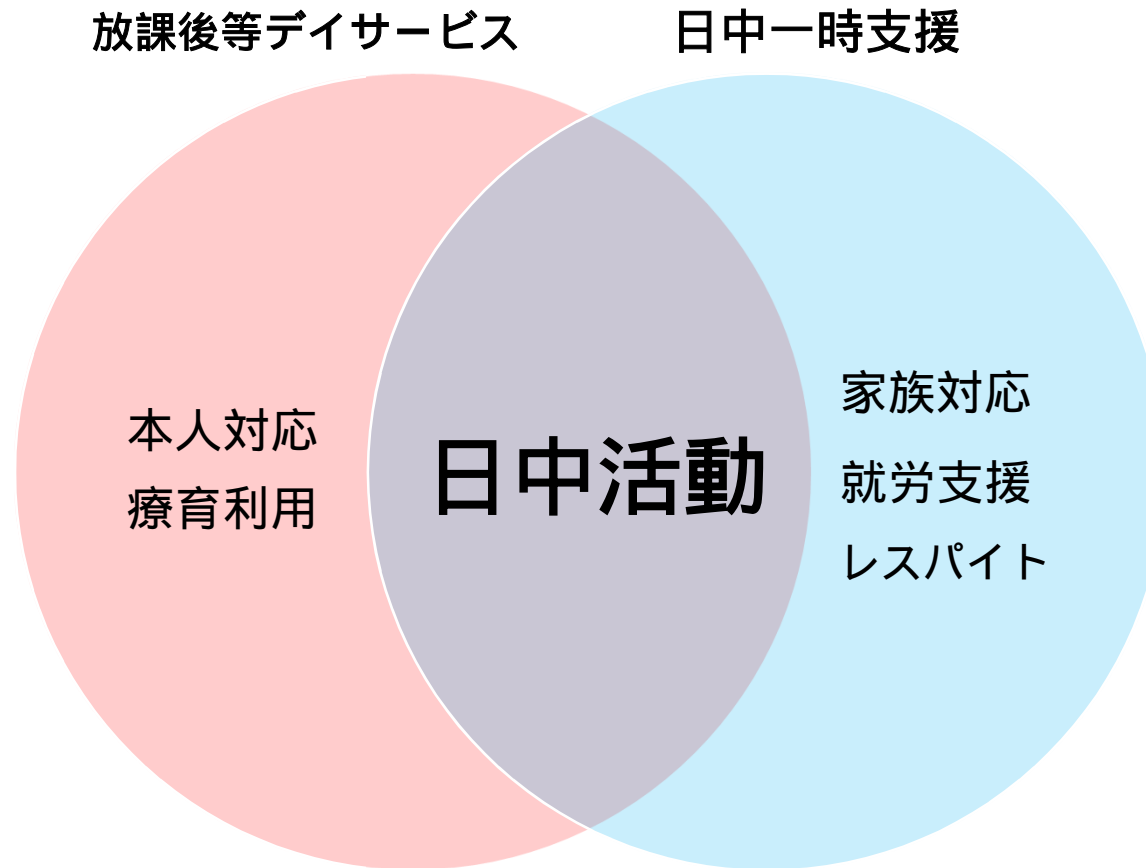 放課後等デイサービス
日中一時支援
本人対応
療育利用
日中活動
家族対応
就労支援
レスパイト